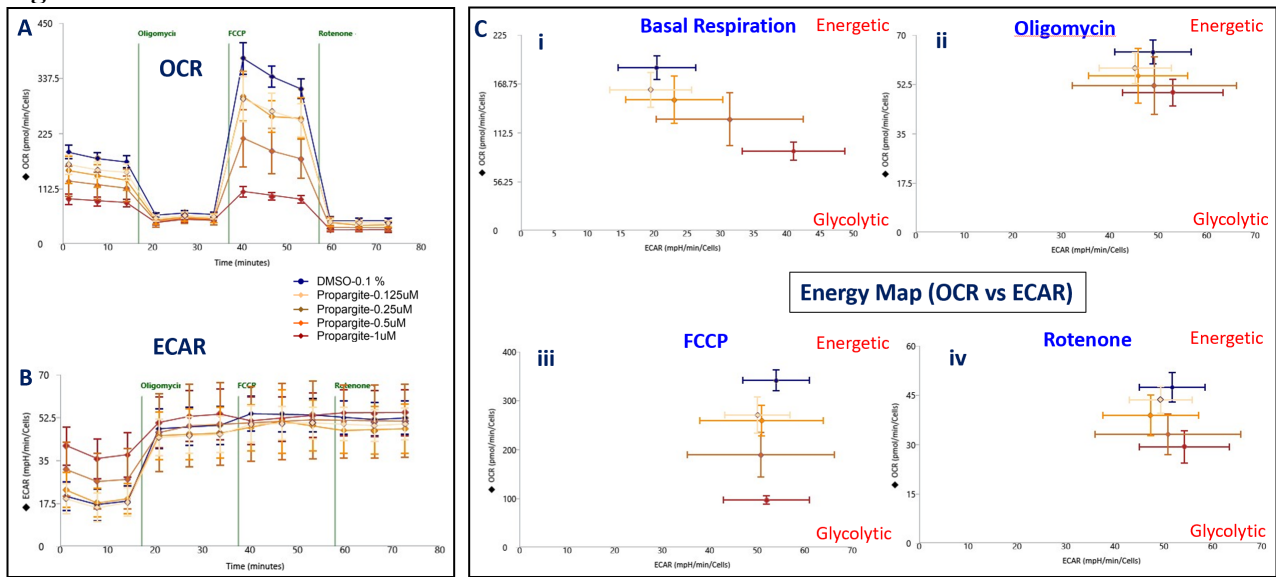 A
450
337.5
225
112.5
0
OCR (pmol/min/Cells)
Oligomycin
FCCP
Rotenone
OCR
0 10 20 30 40 50 60 70 80
Time (minutes)
DMSO-0.1 %
Propargite-0.125uM
Propargite-0.25uM
Propargite-0.5uM
Propargite-1uM
ECAR
B
70
52.5
35
17.5
0
ECAR (mpH/min/Cells)
Oligomycin
FCCP
Rotenone
0 10 20 30 40 50 60 70 80
Time (minutes)
C
i
Basal Respiration
Energetic
225
168.75
112.5
56.25
0
OCR (pmol/min/Cells)
Glycolytic
0 5 10 15 20 25 30 35 40 45 50
ECAR (mpH/min/Cells)
ii
Oligomycin
Energetic
70
52.5
35
17.5
0
OCR (pmol/min/Cells)
Glycolytic
0 10 20 30 40 50 60 70
ECAR (mpH/min/Cells)
Energy Map (OCR vs ECAR)
iii
FCCP
Energetic
400
300
200
100
0
OCR (pmol/min/Cells)
Glycolytic
0 10 20 30 40 50 60 70
ECAR (mpH/min/Cells)
iv
Rotenone
Energetic
60
45
30
15
0
OCR (pmol/min/Cells)
Glycolytic
0 10 20 30 40 50 60 70
ECAR (mpH/min/Cells)